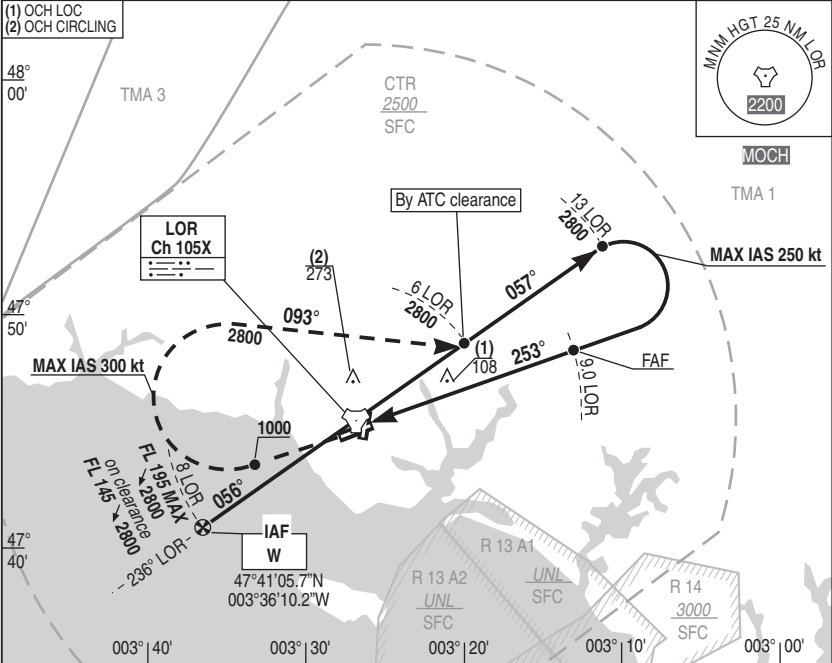 (1) OCH LOC
(2) OCH CIRCLING
48°
00'
TMA 3
CTR
2500
SFC
MNM HGT 25 NM LOR
2200
MOCH
TMA 1
By ATC clearance
13 LOR
2800
LOR
Ch 105X
(2)
273
MAX IAS 250 kt
057°
6 LOR
2800
47°
50'
093°
2800
(1)
108
253°
FAF
9.0 LOR
MAX IAS 300 kt
1000
8 LOR
FL 195 MAX
2800
on clearance
FL 145
2800
056°
236° LOR
IAF
W
47°41'05.7"N
003°36'10.2"W
47°
40'
R 13 A1
UNL
SFC
R 13 A2
UNL
SFC
R 14
3000
SFC
003° 40'
003° 30'
003° 20'
003° 10'
003° 00'